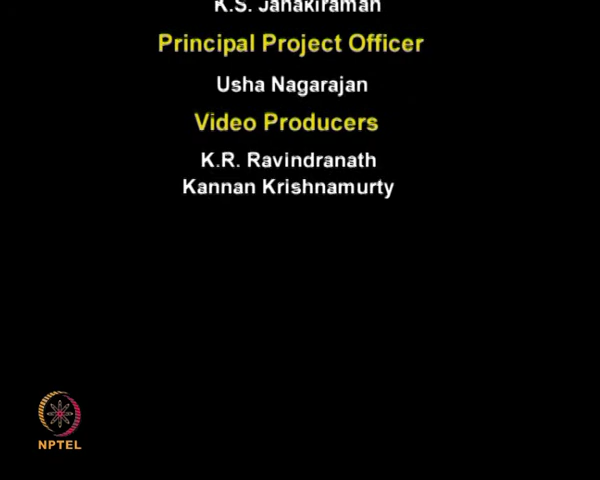 K.S. Janakiraman
Principal Project Officer
Usha Nagarajan
Video Producers
K.R. Ravindranath
Kannan Krishnamurty
NPTEL